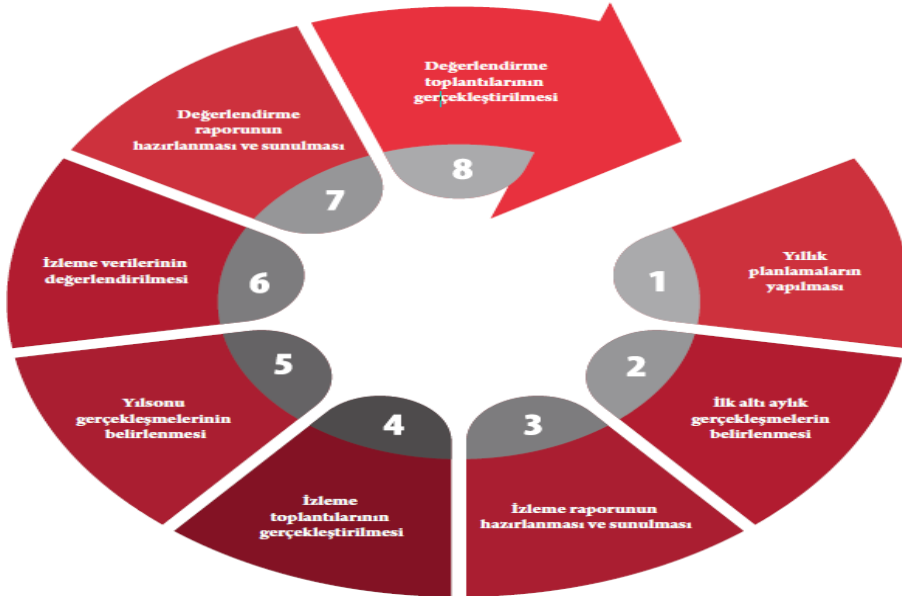 1
Yıllık
planlamaların
yapılması
2
İlk altı aylık
gerçekleşmelerin
belirlenmesi
3
İzleme raporunun
hazırlanması ve sunulması
4
İzleme
toplantılarının
gerçekleştirilmesi
5
Yılsonu
gerçekleşmelerinin
belirlenmesi
6
İzleme verilerinin
değerlendirilmesi
7
Değerlendirme
raporunun
hazırlanması ve sunulması
8
Değerlendirme
toplantılarının
gerçekleştirilmesi